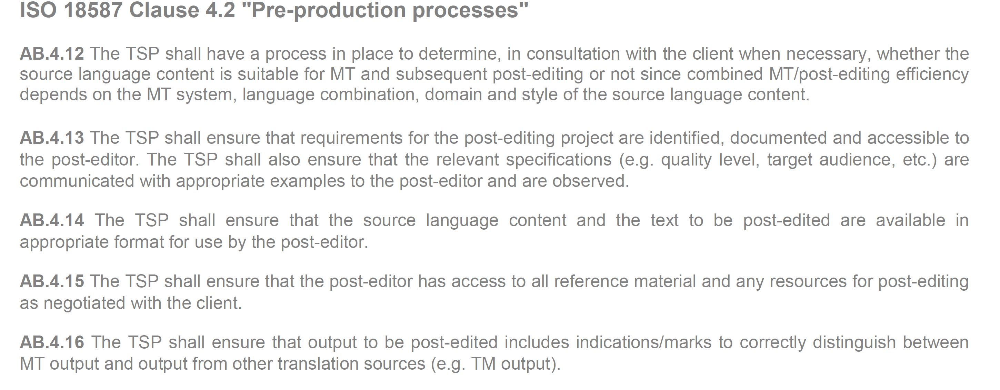 ISO 18587 Clause 4.2 "Pre-production processes"
AB.4.12 The TSP shall have a process in place to determine, in consultation with the client when necessary, whether the
source language content is suitable for MT and subsequent post-editing or not since combined MT/post-editing efficiency
depends on the MT system, language combination, domain and style of the source language content.
AB.4.13 The TSP shall ensure that requirements for the post-editing project are identified, documented and accessible to
the post-editor. The TSP shall also ensure that the relevant specifications (e.g. quality level, target audience, etc.) are
communicated with appropriate examples to the post-editor and are observed.
AB.4.14 The TSP shall ensure that the source language content and the text to be post-edited are available in
appropriate format for use by the post-editor.
AB.4.15 The TSP shall ensure that the post-editor has access to all reference material and any resources for post-editing
as negotiated with the client.
AB.4.16 The TSP shall ensure that output to be post-edited includes indications/marks to correctly distinguish between
MT output and output from other translation sources (e.g. TM output).